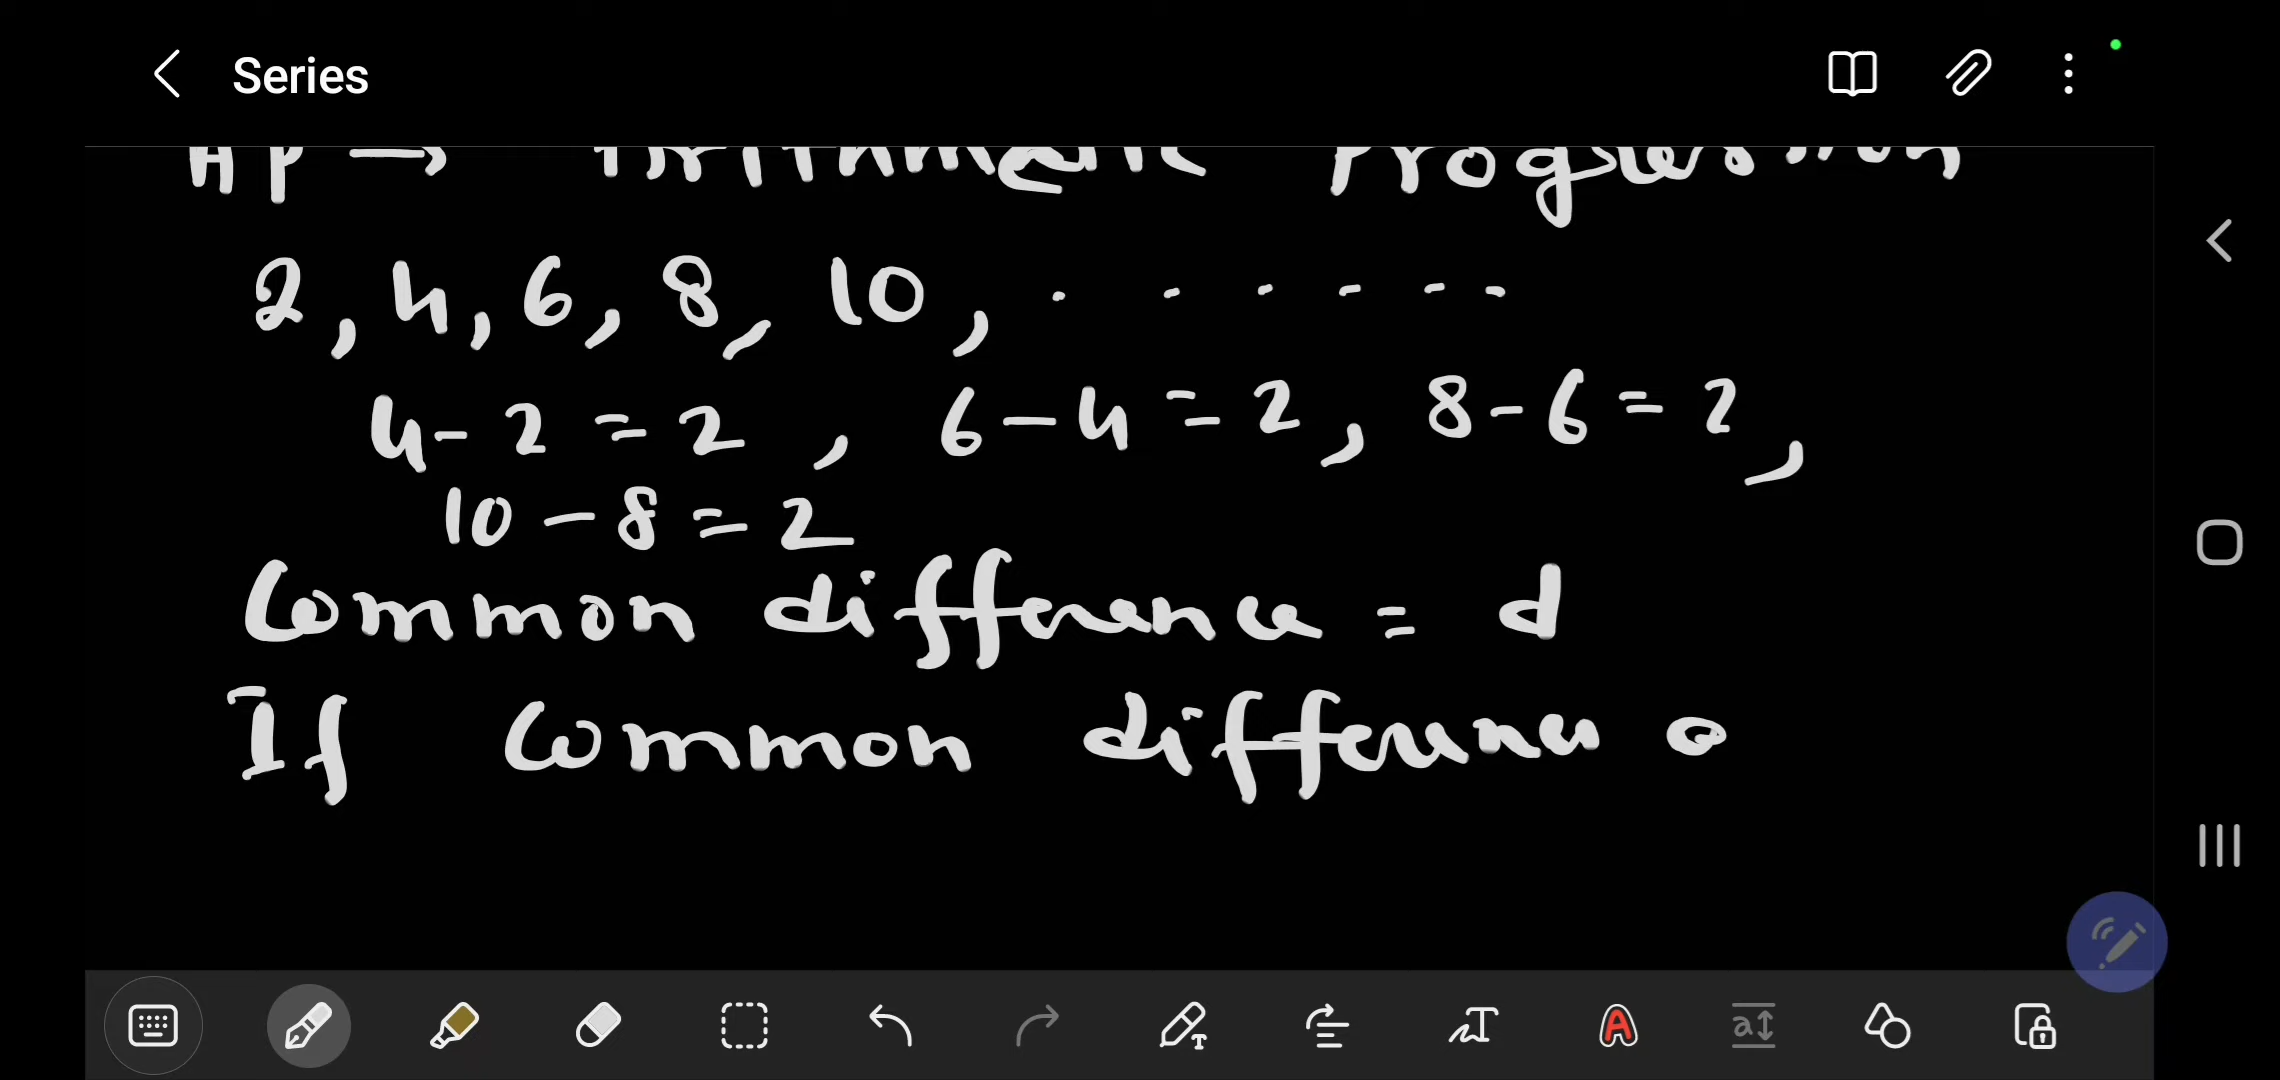 Series
AP → Arithmetic Progression
2, 4, 6, 8, 10, . . . . . .
4 - 2 = 2 , 6 - 4 = 2, 8 - 6 = 2,
10 - 8 = 2
Common difference = d
If Common difference o